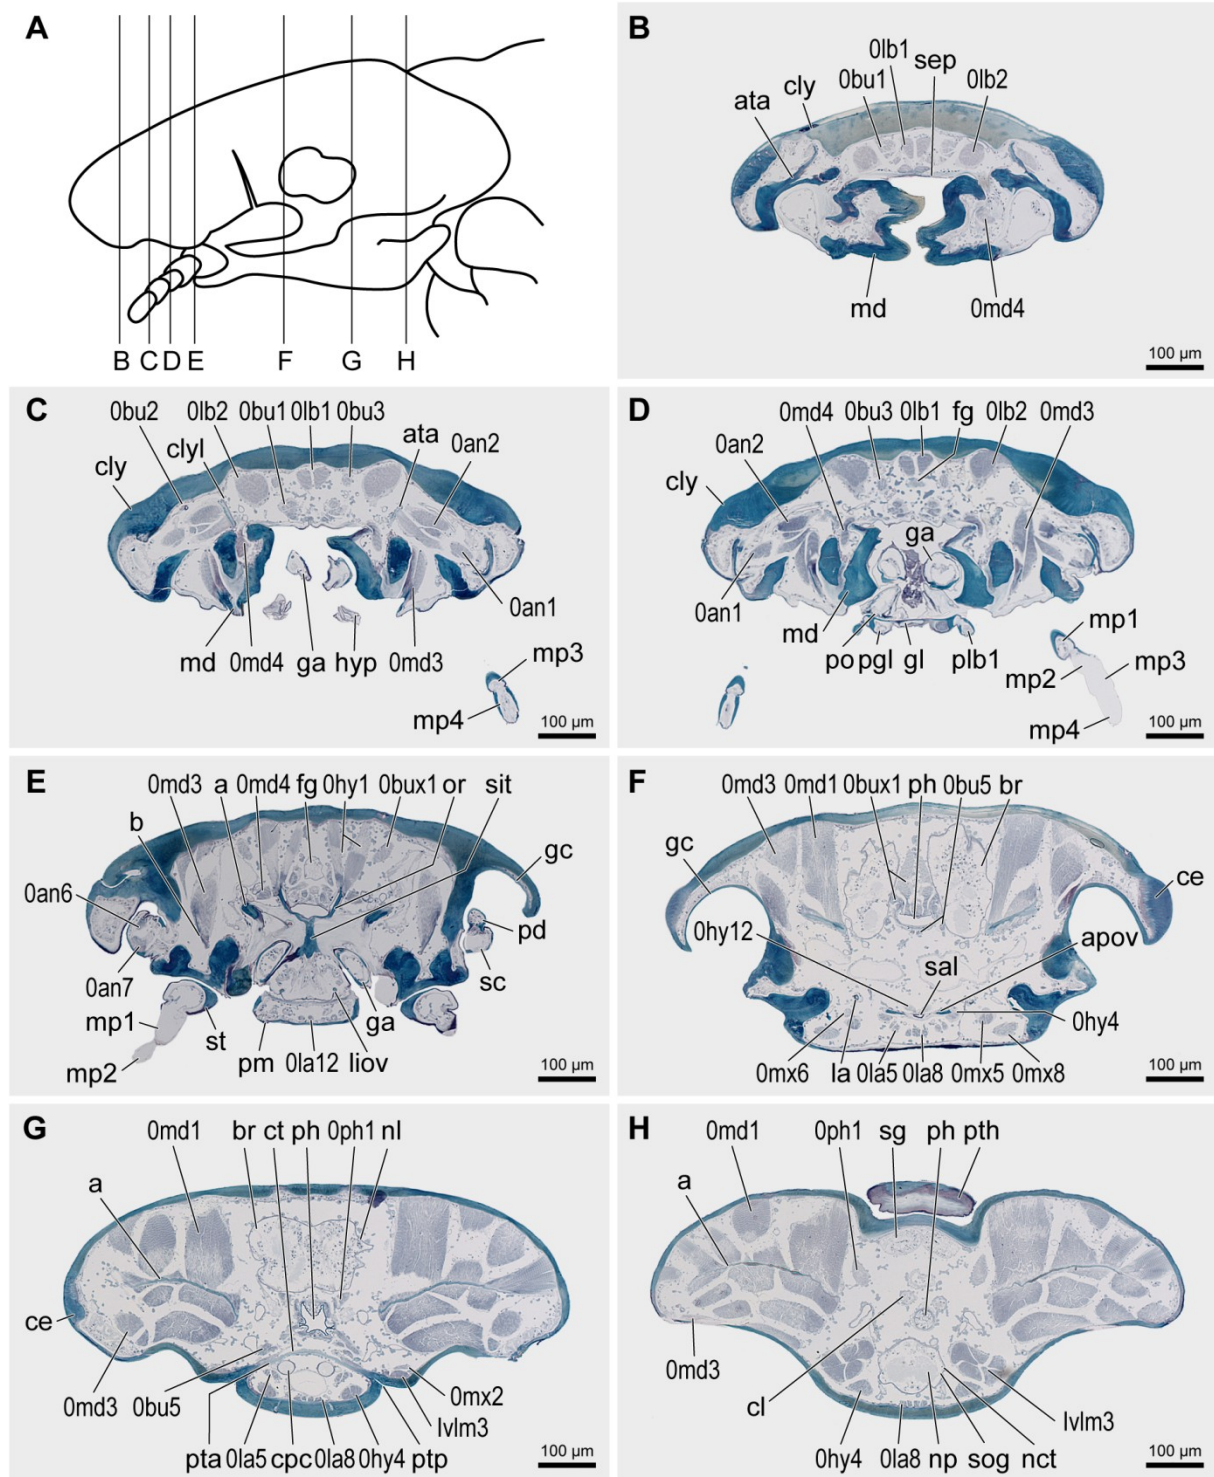 A
B C D E F G H
B
0lb1 sep
0bu1 0lb2
ata cly
md 0md4
100 µm
C
0bu2 0lb2 0bu1 0lb1 0bu3
clyl ata 0an2
cly
0an1
md 0md4 ga hyp 0md3
mp3
mp4
100 µm
D
0md4 0bu3 0lb1 fg 0lb2 0md3
0an2
cly
ga
0an1
md
po pgl gl plb1
mp1
mp2 mp3
mp4
100 µm
E
0md3 a 0md4 fg 0hy1 0bux1 or sit
b
gc
0an6
pd
0an7 sc
mp1
st ga
mp2 pm 0la12 liov
100 µm
F
0md3 0md1 0bux1 ph 0bu5 br
gc ce
0hy12 apov
sal
0hy4
0mx6 la 0la5 0la8 0mx5 0mx8
100 µm
G
0md1 br ct ph 0ph1 nl
a
ce
0md3 0bu5 0mx2
lvlm3
pta 0la5 cpc 0la8 0hy4 ptp
100 µm
H
0md1 0ph1 sg ph pth
a
0md3
cl lvlm3
0hy4 0la8 np sog nct
100 µm